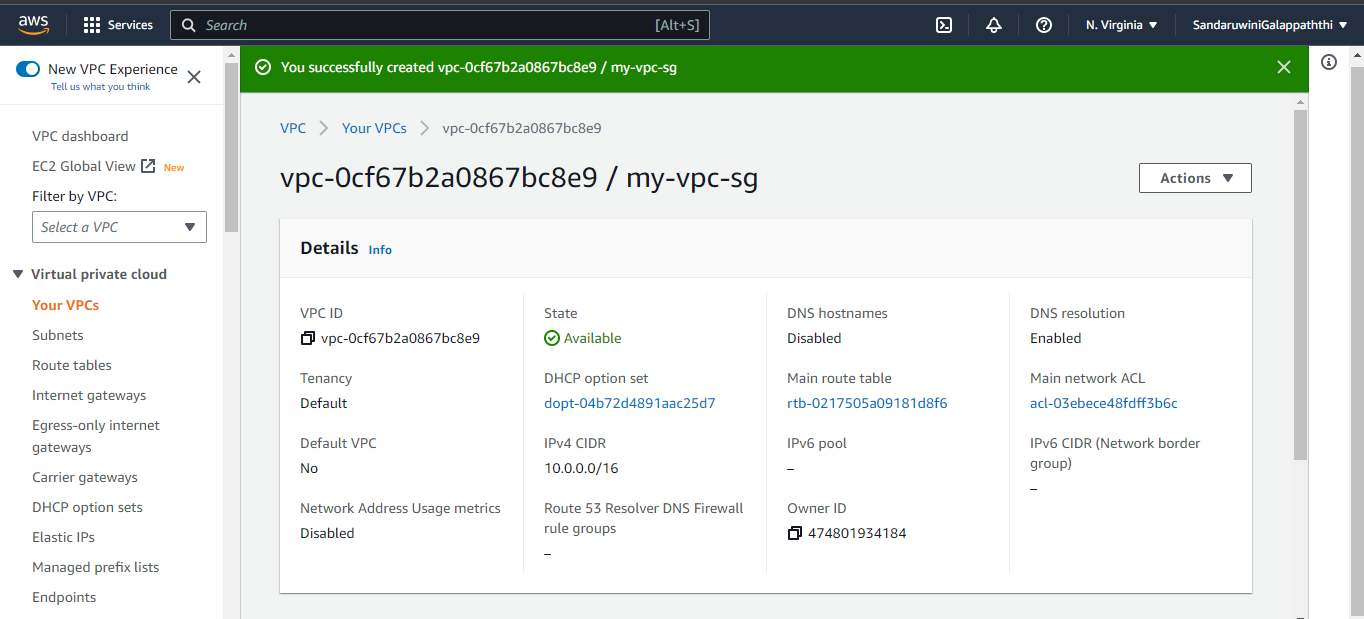 aws
Services
Search
[Alt+S]
N. Virginia
SandaruwiniGalappaththi
New VPC Experience
Tell us what you think
VPC dashboard
EC2 Global View New
Filter by VPC:
Select a VPC
Virtual private cloud
Your VPCs
Subnets
Route tables
Internet gateways
Egress-only internet
gateways
Carrier gateways
DHCP option sets
Elastic IPs
Managed prefix lists
Endpoints
You successfully created vpc-0cf67b2a0867bc8e9 / my-vpc-sg
VPC
Your VPCs
vpc-0cf67b2a0867bc8e9
vpc-0cf67b2a0867bc8e9 / my-vpc-sg
Actions
Details Info
VPC ID
vpc-0cf67b2a0867bc8e9
State
Available
DNS hostnames
Disabled
DNS resolution
Enabled
Tenancy
Default
DHCP option set
dopt-04b72d4891aac25d7
Main route table
rtb-0217505a09181d8f6
Main network ACL
acl-03ebece48fdff3b6c
Default VPC
No
IPv4 CIDR
10.0.0.0/16
IPv6 pool
–
IPv6 CIDR (Network border
group)
–
Network Address Usage metrics
Disabled
Route 53 Resolver DNS Firewall
rule groups
–
Owner ID
474801934184